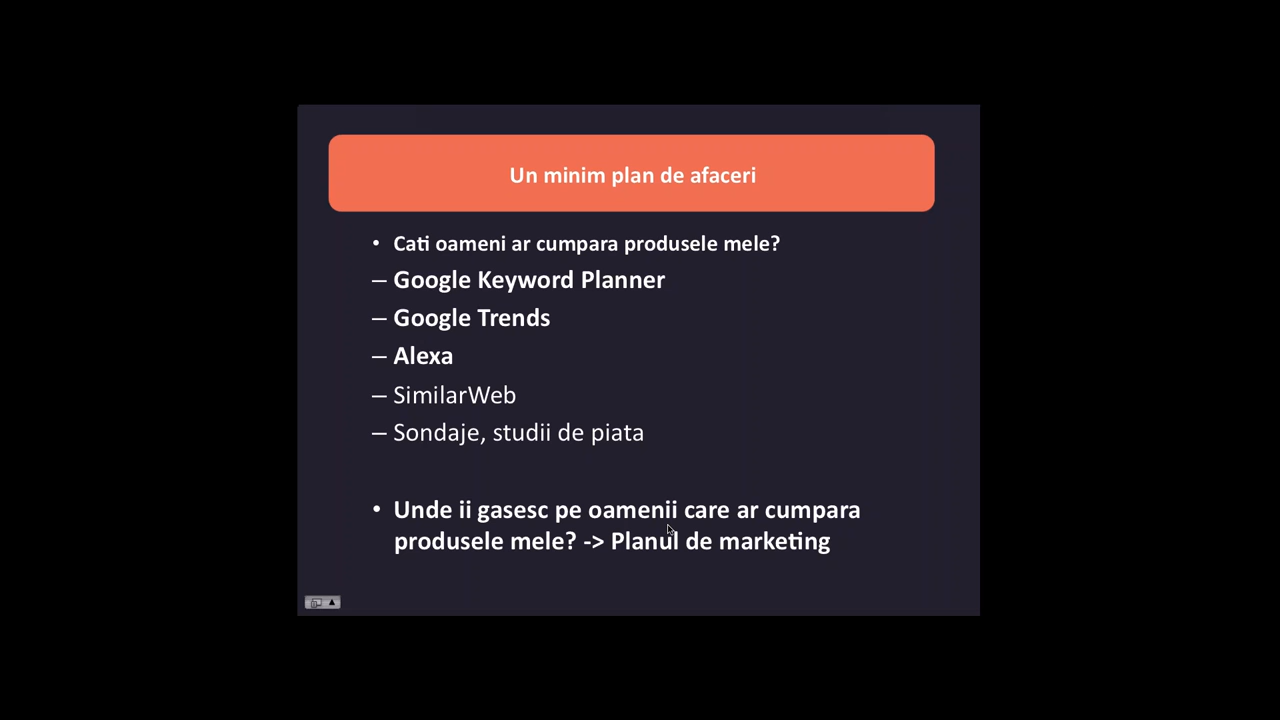 Un minim plan de afaceri
• Cati oameni ar cumpara produsele mele?
– Google Keyword Planner
– Google Trends
– Alexa
– SimilarWeb
– Sondaje, studii de piata
• Unde ii gasesc pe oamenii care ar cumpara
produsele mele? -> Planul de marketing